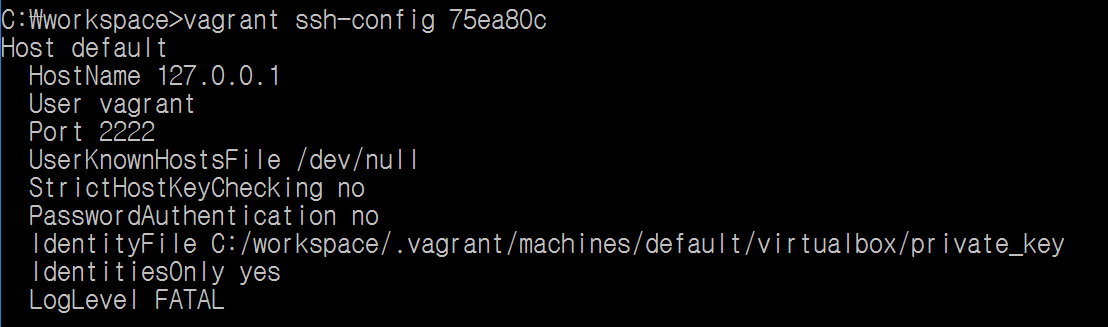 C:₩workspace>vagrant ssh-config 75ea80c
Host default
  HostName 127.0.0.1
  User vagrant
  Port 2222
  UserKnownHostsFile /dev/null
  StrictHostKeyChecking no
  PasswordAuthentication no
  IdentityFile C:/workspace/.vagrant/machines/default/virtualbox/private_key
  IdentitiesOnly yes
  LogLevel FATAL